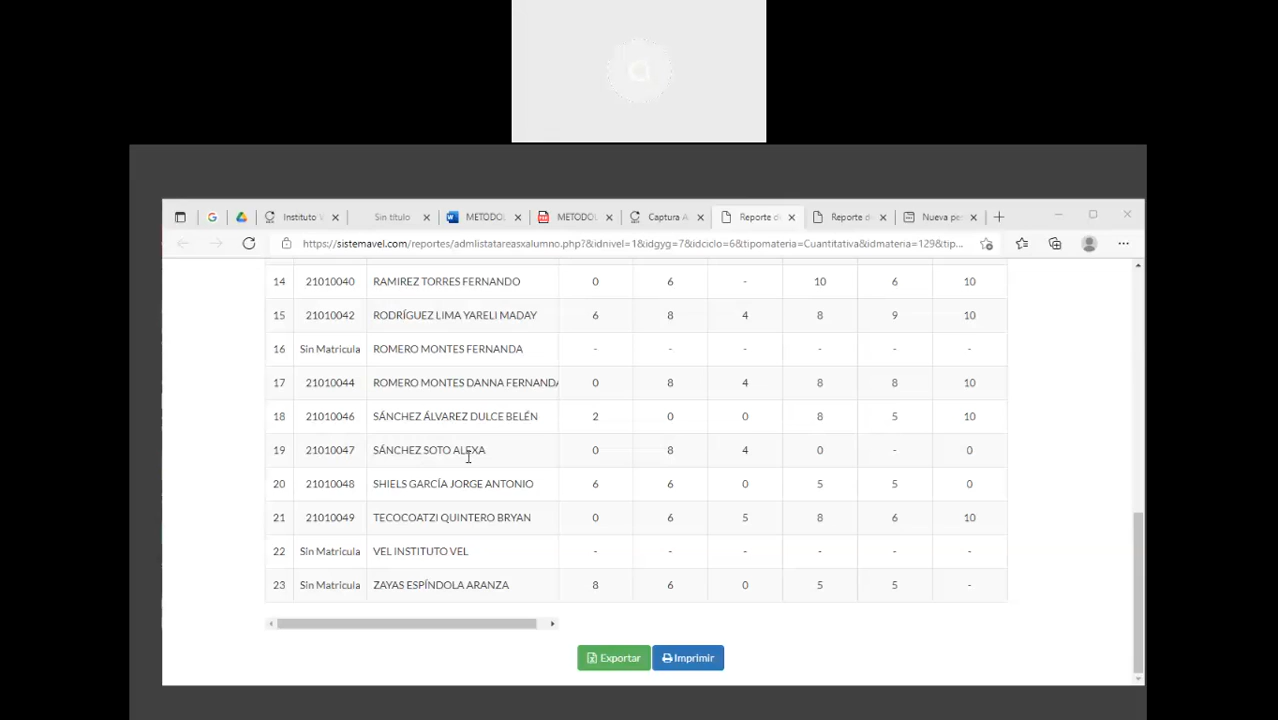 Instituto V
Sin título
METODOL
METODOL
Captura A
Reporte de
Reporte de
Nueva pe
https://sistemavel.com/reportes/admlistatareasxalumno.php?&idnivel=1&idgyg=7&idciclo=6&tipomateria=Cuantitativa&idmateria=129&tip...
14 21010040 RAMIREZ TORRES FERNANDO 0 6 - 10 6 10
15 21010042 RODRÍGUEZ LIMA YARELI MADAY 6 8 4 8 9 10
16 Sin Matricula ROMERO MONTES FERNANDA - - - - - -
17 21010044 ROMERO MONTES DANNA FERNANDA 0 8 4 8 8 10
18 21010046 SÁNCHEZ ÁLVAREZ DULCE BELÉN 2 0 0 8 5 10
19 21010047 SÁNCHEZ SOTO ALEXA 0 8 4 0 - 0
20 21010048 SHIELS GARCÍA JORGE ANTONIO 6 6 0 5 5 0
21 21010049 TECOCOATZI QUINTERO BRYAN 0 6 5 8 6 10
22 Sin Matricula VEL INSTITUTO VEL - - - - - -
23 Sin Matricula ZAYAS ESPÍNDOLA ARANZA 8 6 0 5 5 -
Exportar
Imprimir